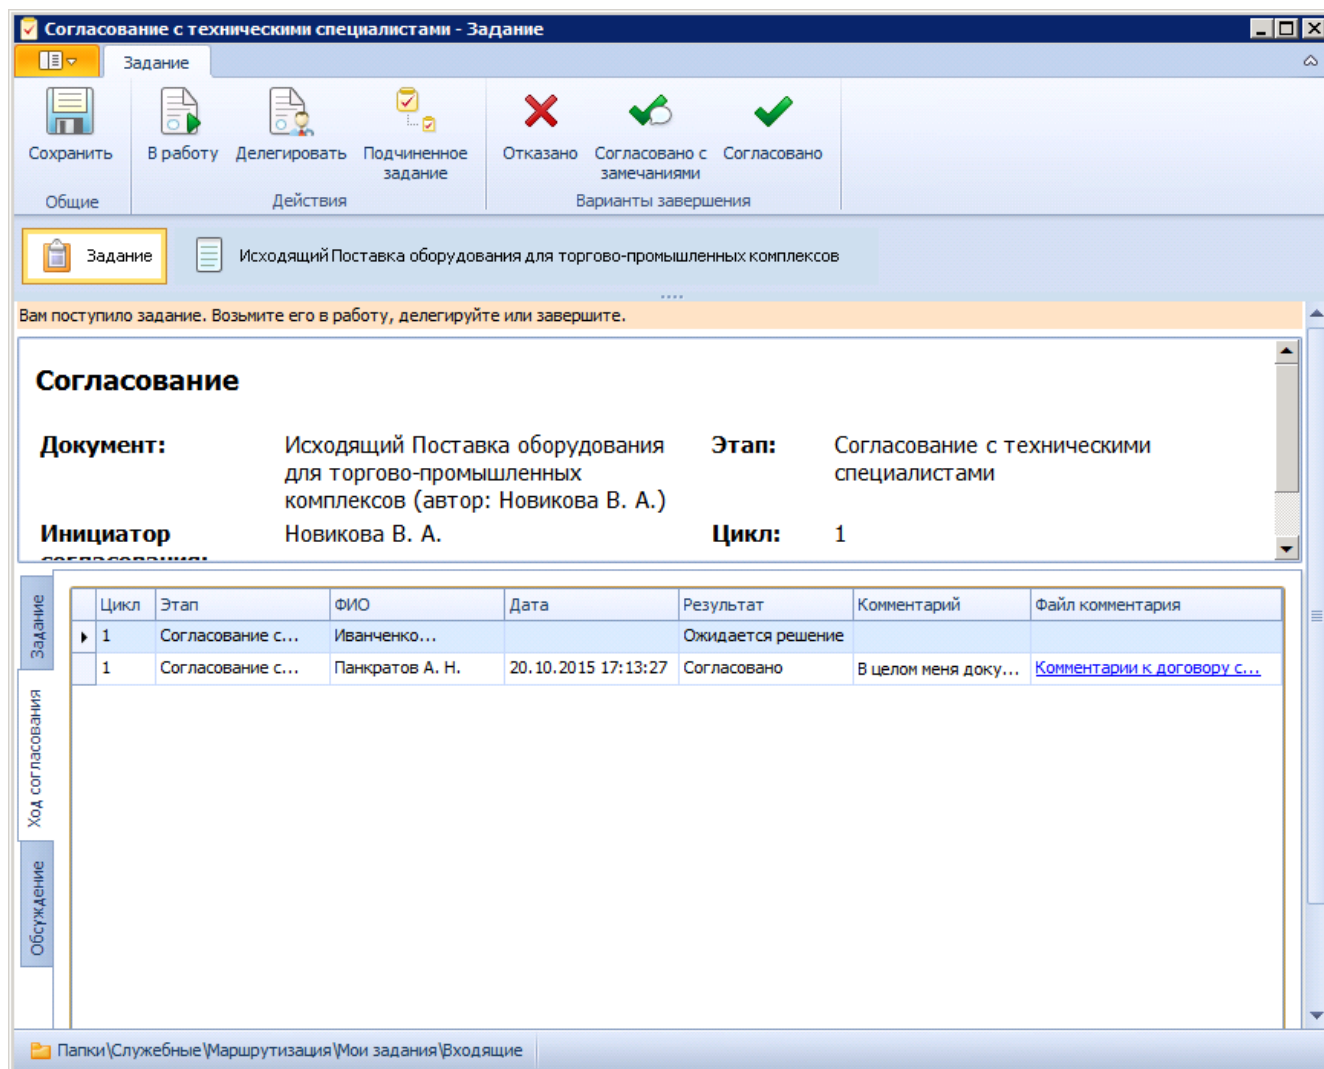 Согласование с техническими специалистами - Задание
Задание
Сохранить
В работу
Делегировать
Подчиненное
задание
Отказано
Согласовано с
замечаниями
Согласовано
Общие
Действия
Варианты завершения
Задание
Исходящий Поставка оборудования для торгово-промышленных комплексов
Вам поступило задание. Возьмите его в работу, делегируйте или завершите.
Согласование
Документ:
Исходящий Поставка оборудования
для торгово-промышленных
комплексов (автор: Новикова В. А.)
Этап:
Согласование с техническими
специалистами
Инициатор
согласования:
Новикова В. А.
Цикл:
1
Задание
Ход согласования
Обсуждение
Цикл Этап ФИО Дата Результат Комментарий Файл комментария
1 Согласование с... Иванченко... Ожидается решение
1 Согласование с... Панкратов А. Н. 20.10.2015 17:13:27 Согласовано В целом меня доку... Комментарии к договору с...
Папки\Служебные\Маршрутизация\Мои задания\Входящие